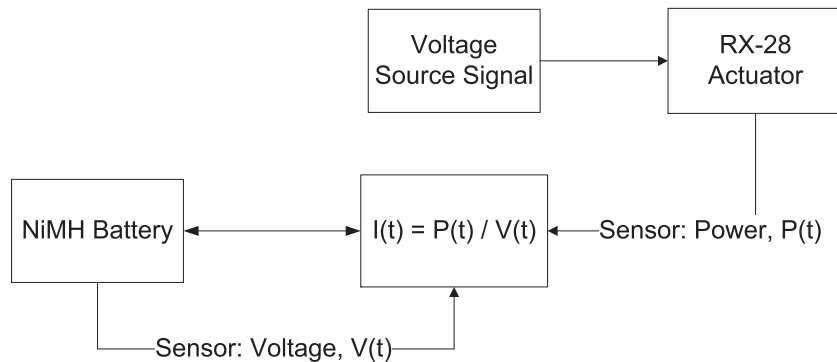 Voltage
Source Signal
RX-28
Actuator
NiMH Battery
I(t) = P(t) / V(t)
Sensor: Power, P(t)
Sensor: Voltage, V(t)